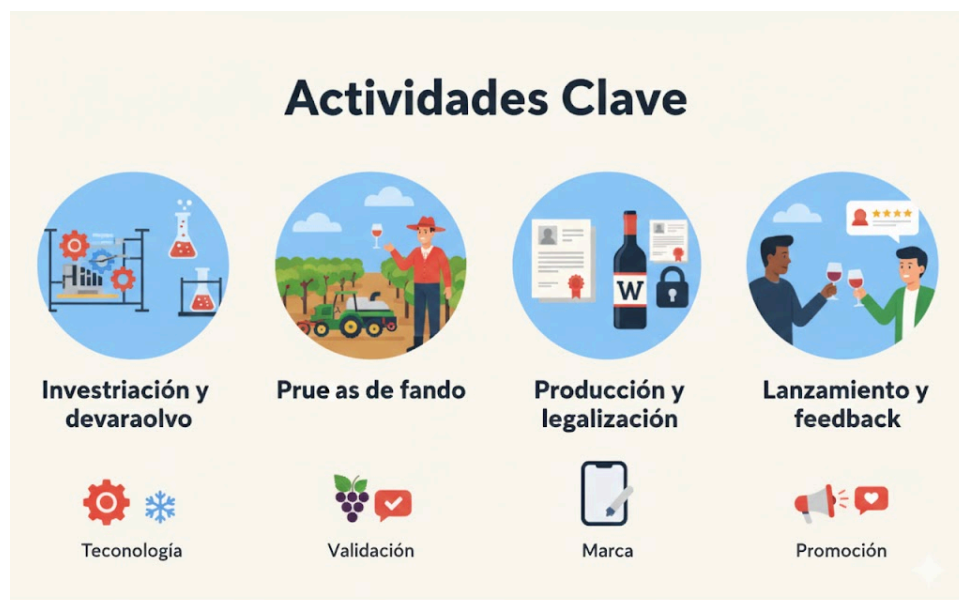 Actividades Clave
Investriación y
devaraolvo
Prue as de fando
Producción y
legalización
Lanzamiento y
feedback
W
Teconología
Validación
Marca
Promoción